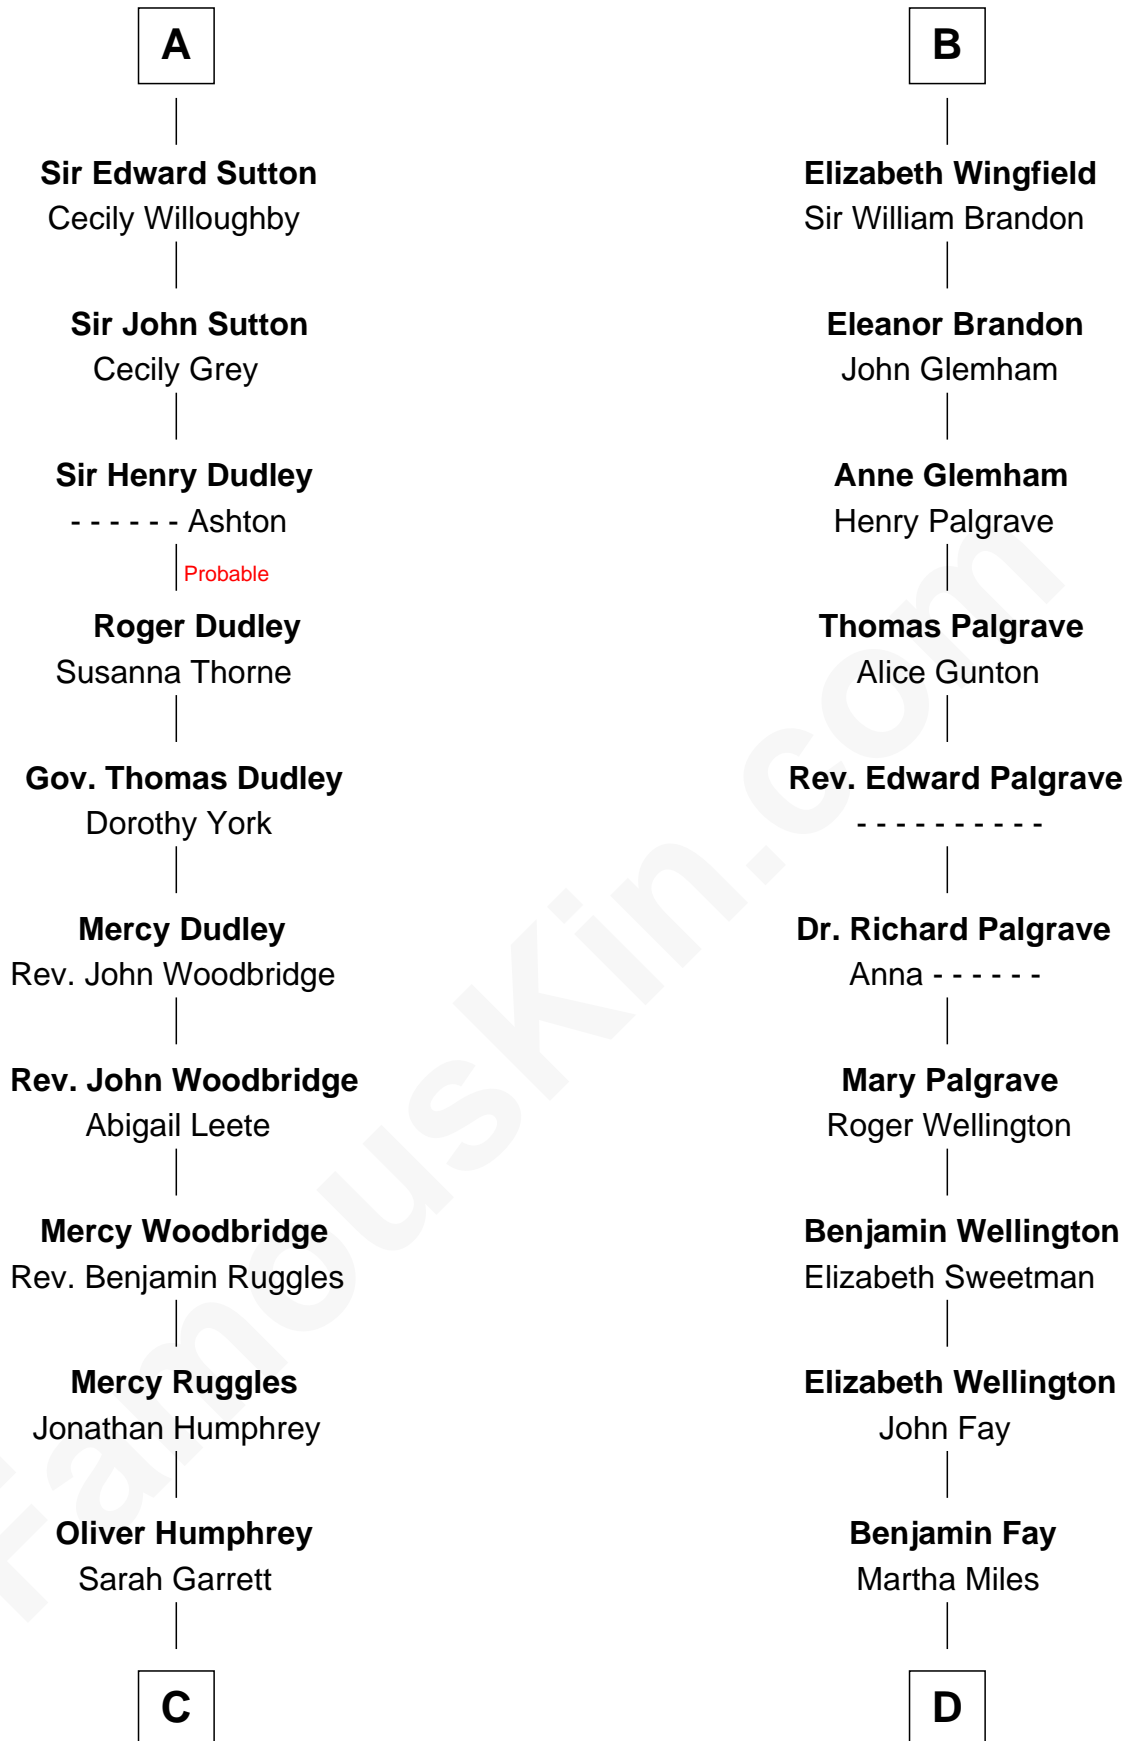 A
Sir Edward Sutton
Cecily Willoughby
Sir John Sutton
Cecily Grey
Sir Henry Dudley
- - - - - - Ashton
Probable
Roger Dudley
Susanna Thorne
Gov. Thomas Dudley
Dorothy York
Mercy Dudley
Rev. John Woodbridge
Rev. John Woodbridge
Abigail Leete
Mercy Woodbridge
Rev. Benjamin Ruggles
Mercy Ruggles
Jonathan Humphrey
Oliver Humphrey
Sarah Garrett
C
B
Elizabeth Wingfield
Sir William Brandon
Eleanor Brandon
John Glemham
Anne Glemham
Henry Palgrave
Thomas Palgrave
Alice Gunton
Rev. Edward Palgrave
- - - - - - - - - -
Dr. Richard Palgrave
Anna - - - - - -
Mary Palgrave
Roger Wellington
Benjamin Wellington
Elizabeth Sweetman
Elizabeth Wellington
John Fay
Benjamin Fay
Martha Miles
D
FamousKin.com